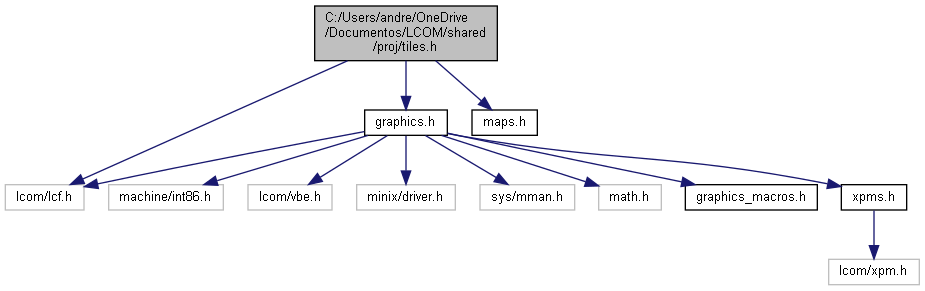 C:/Users/andre/OneDrive
/Documentos/LCOM/shared
/proj/tiles.h
graphics.h
maps.h
lcom/lcf.h
machine/int86.h
lcom/vbe.h
minix/driver.h
sys/mman.h
math.h
graphics_macros.h
xpms.h
lcom/xpm.h